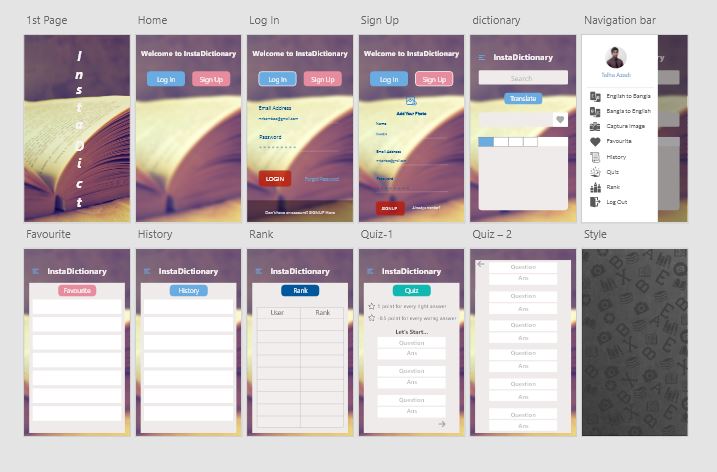 1st Page
Home
Log In
Sign Up
dictionary
Navigation bar
I
n
s
t
a
D
i
c
t
Welcome to InstaDictionary
Log In
Sign Up
Welcome to InstaDictionary
Log In
Sign Up
Email Address
Password
LOGIN
Forgot Password?
Don't have an account? SIGNUP Here
Welcome to InstaDictionary
Log In
Sign Up
Add Your Photo
Name
Email Address
Password
SIGNUP
Already a member?
InstaDictionary
Search
Translate
Talha Azadi
English to Bangla
Bangla to English
Capture Image
Favourite
History
Quiz
Rank
Log Out
Favourite
History
Rank
Quiz-1
Quiz – 2
Style
InstaDictionary
Favourite
InstaDictionary
History
InstaDictionary
Rank
User
Rank
InstaDictionary
Quiz
1 point for every right answer
-0.5 point for every worng answer
Let's Start...
Question
Ans
Question
Ans
Question
Ans
Question
Ans
Question
Ans
Question
Ans
Question
Ans
Question
Ans
Question
Ans